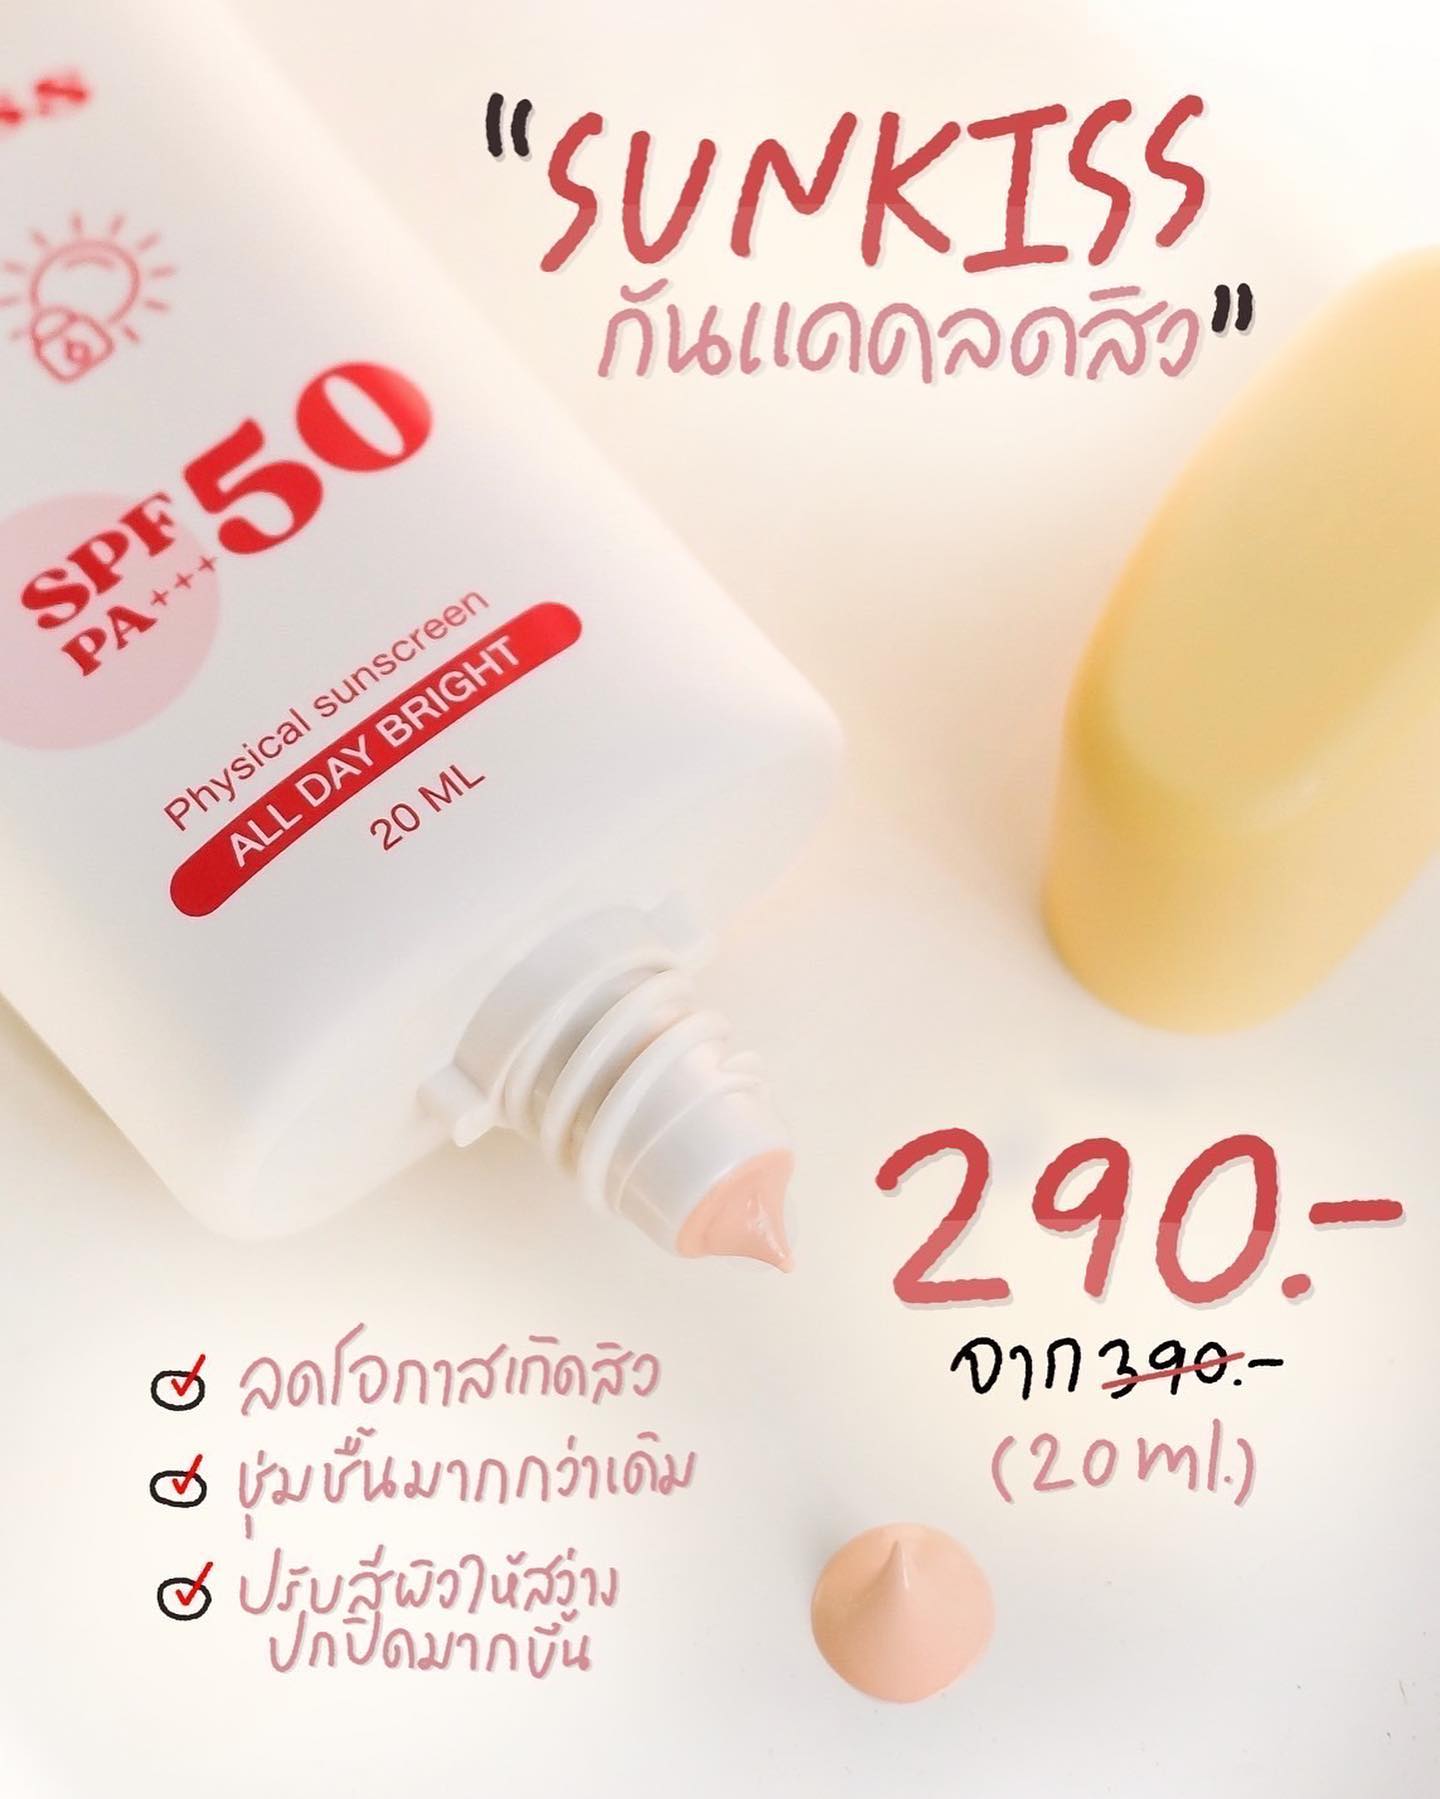 "SUNKISS
กันแดดลดสิว"
SPF 50
PA+++
Physical sunscreen
ALL DAY BRIGHT
20 ML
290.-
จาก 390.-
(20 ml.)
ลดโอกาสเกิดสิว
ชุ่มชื้นมากกว่าเดิม
ปรับสีผิวให้สว่าง
ปกปิดมากขึ้น